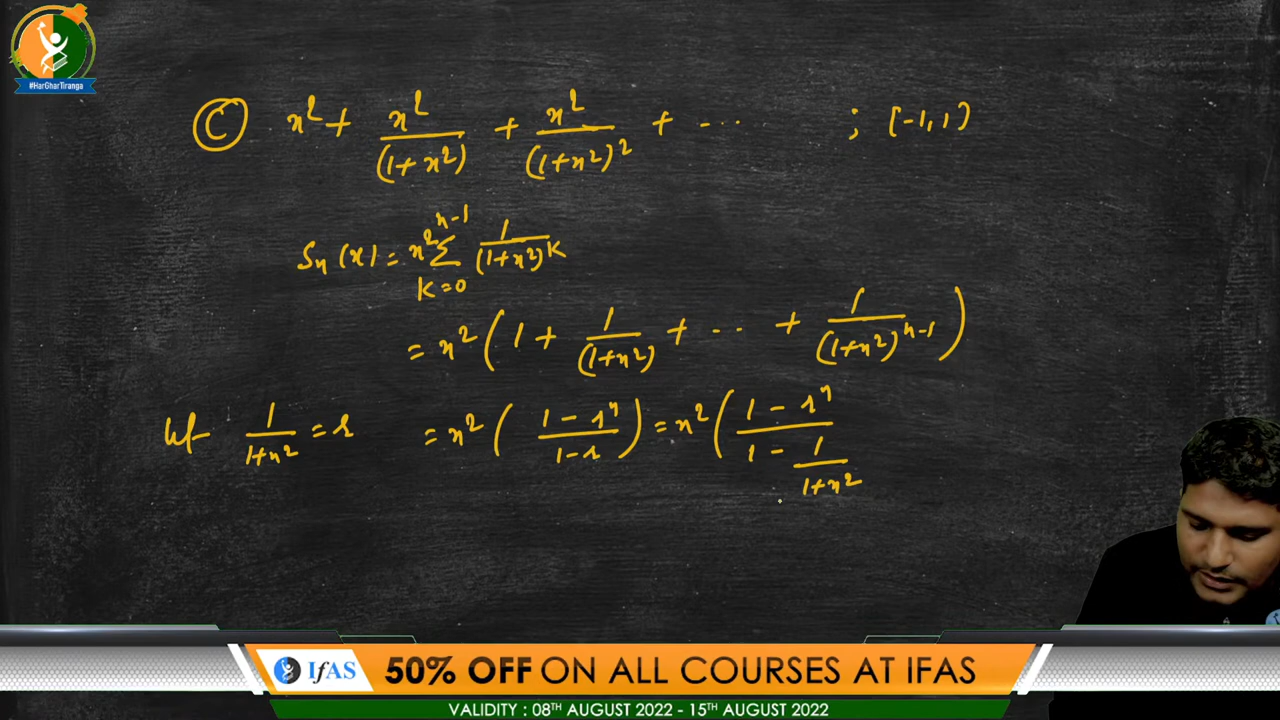 #HarGharTiranga
(C) x² + x²/(1+x²) + x²/(1+x²)² + ... ; [-1,1)
Sn(x) = x² Σ_{K=0}^{n-1} 1/(1+x²)^K
= x² ( 1 + 1/(1+x²) + ... + 1/(1+x²)^{n-1} )
let 1/(1+x²) = r = x² ( (1-r^n)/(1-r) ) = x² ( (1-r^n)/(1 - 1/(1+x²))
IFAS 50% OFF ON ALL COURSES AT IFAS
VALIDITY : 08TH AUGUST 2022 - 15TH AUGUST 2022